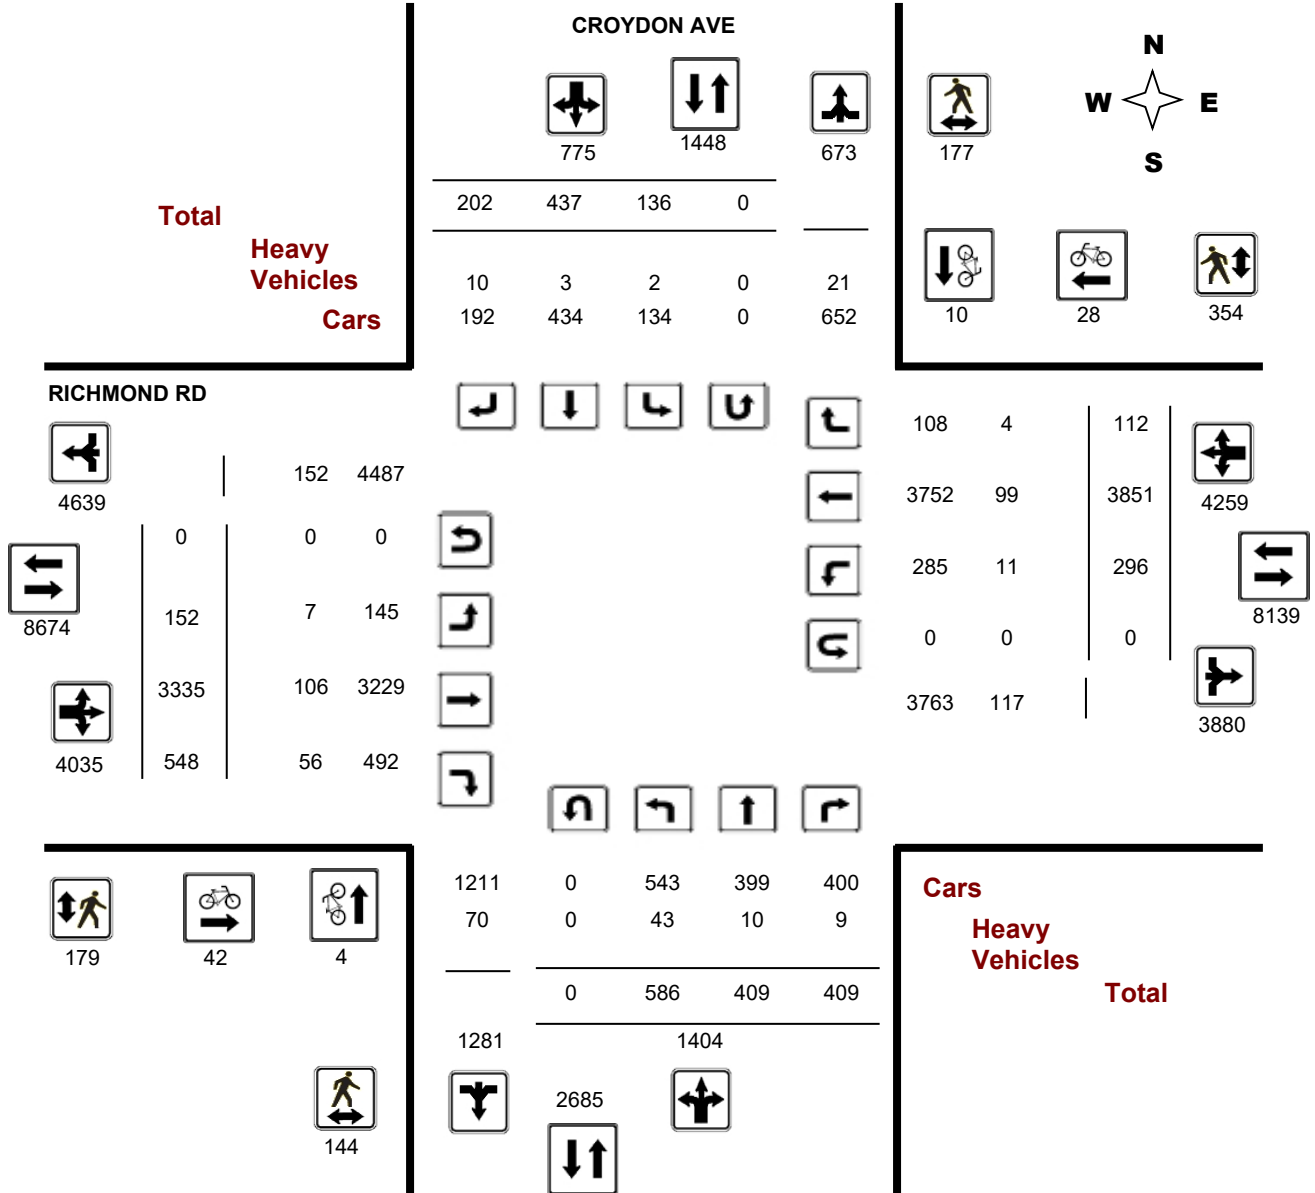 CROYDON AVE
N
W E
S
775
1448
673
177
202 437 136 0
Total
Heavy
Vehicles
Cars
10 3 2 0 21
192 434 134 0 652
10 28 354
RICHMOND RD
4639
152 4487
0 0 0
8674
152 7 145
3335 106 3229
4035
548 56 492
108 4 112
3752 99 3851
4259
285 11 296
8139
0 0 0
3763 117
3880
1211 0 543 399 400
70 0 43 10 9
0 586 409 409
1281 1404
2685
179 42 4
144
Cars
Heavy
Vehicles
Total